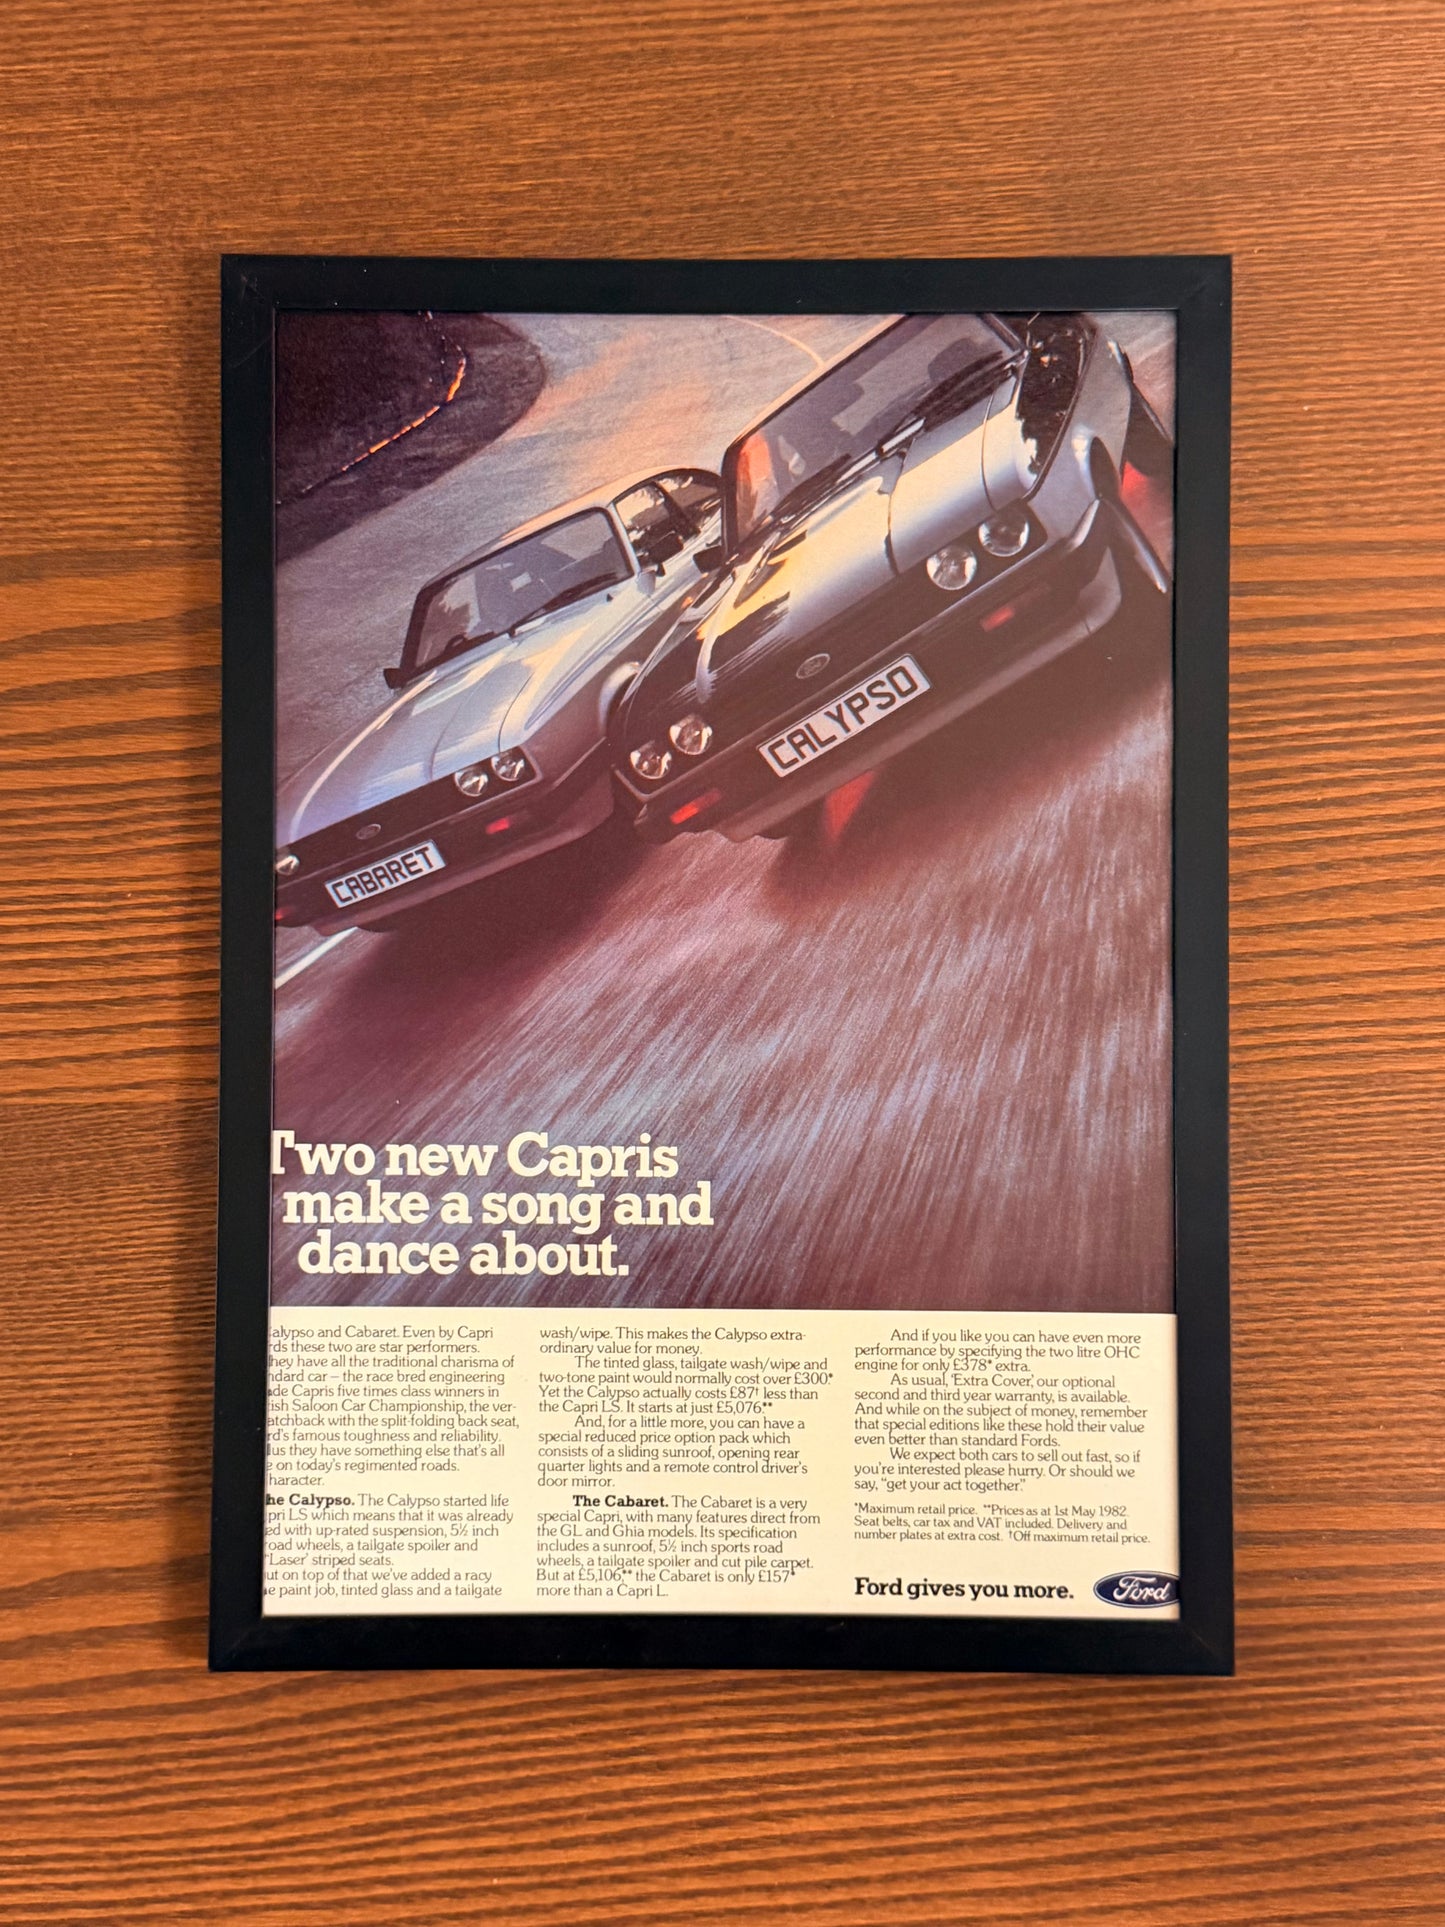 CALYPSO
CABARET
Two new Capris
make a song and
dance about.
alypso and Cabaret. Even by Capri
rds these two are star performers.
hey have all the traditional charisma of
ndard car – the race bred engineering
de Capris five times class winners in
ish Saloon Car Championship, the ver-
atchback with the split-folding back seat,
rd's famous toughness and reliability.
lus they have something else that's all
e on today's regimented roads.
haracter.
he Calypso. The Calypso started life
pri LS which means that it was already
ed with up-rated suspension, 5½ inch
road wheels, a tailgate spoiler and
'Laser' striped seats.
ut on top of that we've added a racy
e paint job, tinted glass and a tailgate
wash/wipe. This makes the Calypso extra-
ordinary value for money.
The tinted glass, tailgate wash/wipe and
two-tone paint would normally cost over £300*.
Yet the Calypso actually costs £87† less than
the Capri LS. It starts at just £5,076**
And, for a little more, you can have a
special reduced price option pack which
consists of a sliding sunroof, opening rear
quarter lights and a remote control driver's
door mirror.
The Cabaret. The Cabaret is a very
special Capri, with many features direct from
the GL and Ghia models. Its specification
includes a sunroof, 5½ inch sports road
wheels, a tailgate spoiler and cut pile carpet.
But at £5,106,** the Cabaret is only £157*
more than a Capri L.
And if you like you can have even more
performance by specifying the two litre OHC
engine for only £378* extra.
As usual, 'Extra Cover', our optional
second and third year warranty, is available.
And while on the subject of money, remember
that special editions like these hold their value
even better than standard Fords.
We expect both cars to sell out fast, so if
you're interested please hurry. Or should we
say, "get your act together."
*Maximum retail price. **Prices as at 1st May 1982.
Seat belts, car tax and VAT included. Delivery and
number plates at extra cost. †Off maximum retail price.
Ford gives you more.
Ford